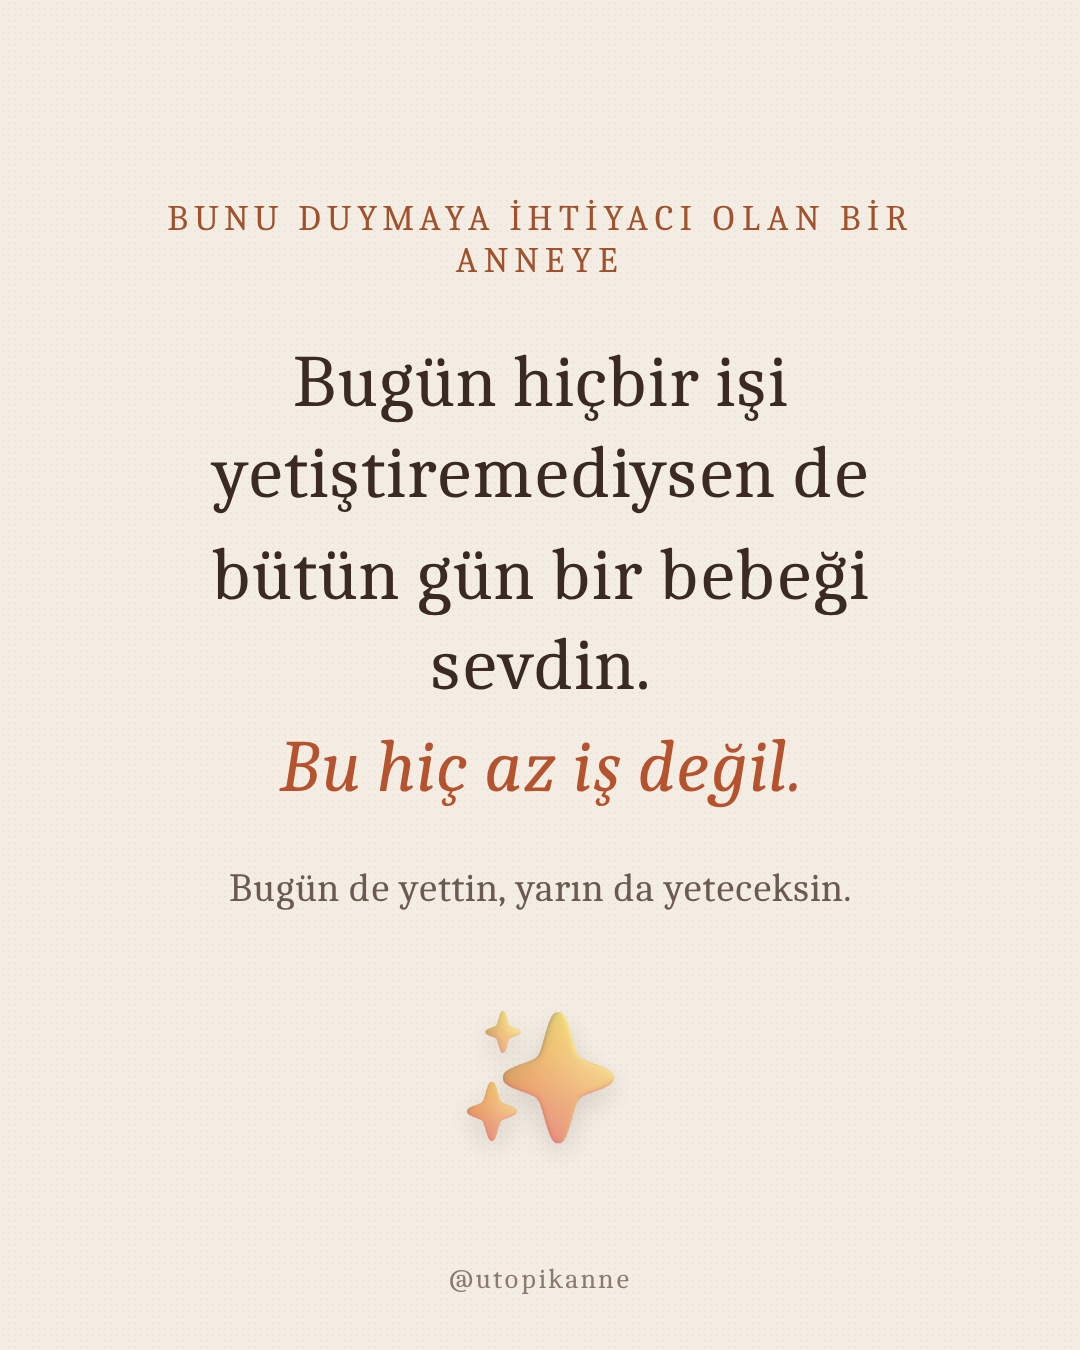 BUNU DUYMAYA İHTİYACI OLAN BİR
ANNEYE
Bugün hiçbir işi
yetiştiremediysen de
bütün gün bir bebeği
sevdin.
Bu hiç az iş değil.
Bugün de yettin, yarın da yeteceksin.
@utopikanne